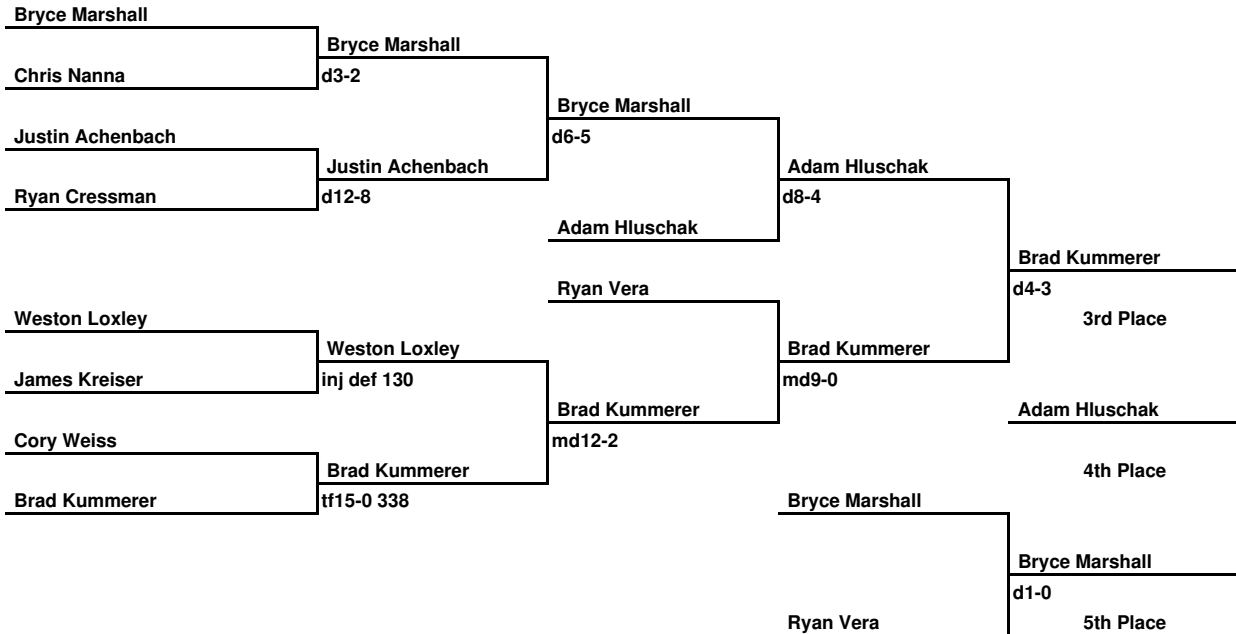 Bryce Marshall
Bryce Marshall
Chris Nanna
d3-2
Bryce Marshall
Justin Achenbach
d6-5
Justin Achenbach
Adam Hluschak
Ryan Cressman
d12-8
d8-4
Adam Hluschak
Brad Kummerer
Ryan Vera
d4-3
Weston Loxley
3rd Place
Weston Loxley
Brad Kummerer
James Kreiser
inj def 130
md9-0
Brad Kummerer
Adam Hluschak
Cory Weiss
md12-2
Brad Kummerer
4th Place
Brad Kummerer
tf15-0 338
Bryce Marshall
Bryce Marshall
d1-0
Ryan Vera
5th Place